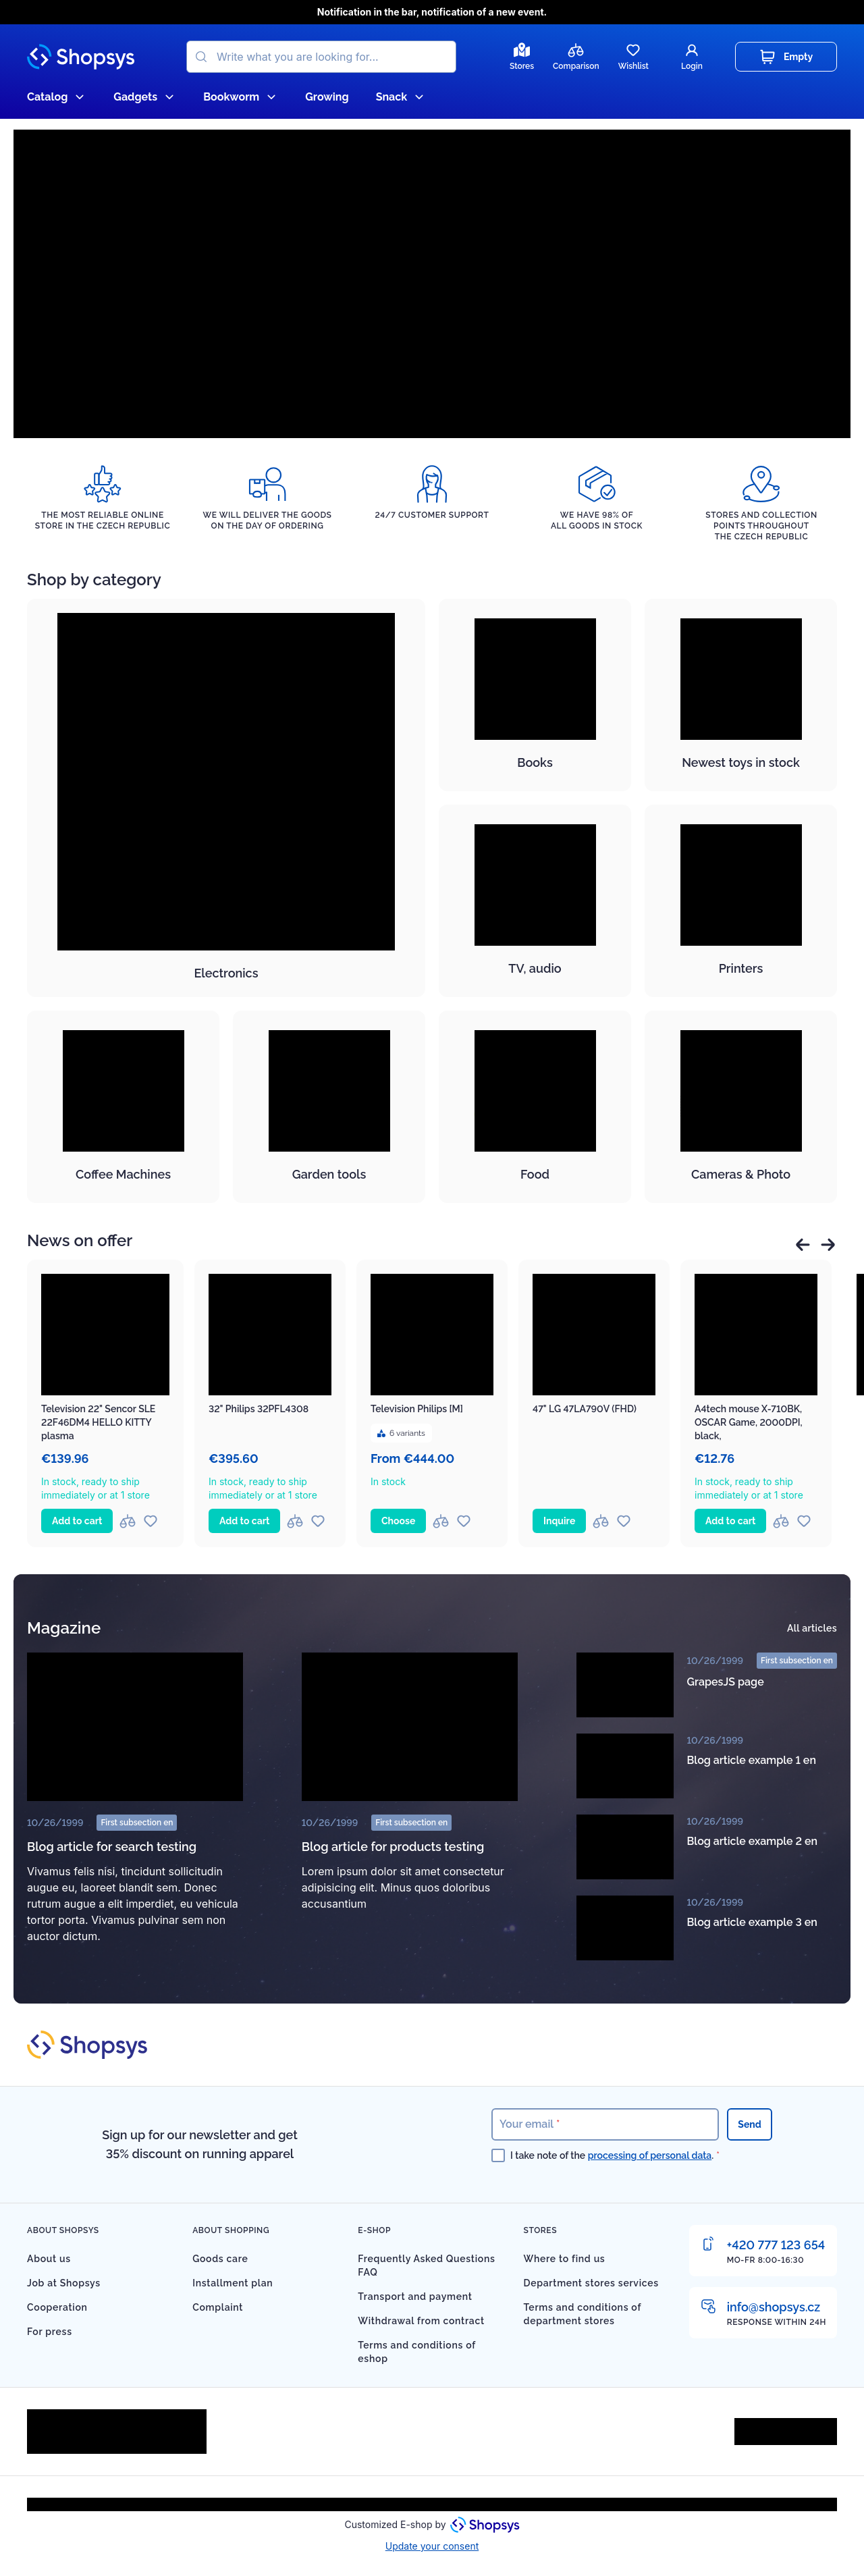 Notification in the bar, notification of a new event.
Shopsys
Write what you are looking for...
Stores
Comparison
Wishlist
Login
Empty
Catalog
Gadgets
Bookworm
Growing
Snack
THE MOST RELIABLE ONLINE
STORE IN THE CZECH REPUBLIC
WE WILL DELIVER THE GOODS
ON THE DAY OF ORDERING
24/7 CUSTOMER SUPPORT
WE HAVE 98% OF
ALL GOODS IN STOCK
STORES AND COLLECTION
POINTS THROUGHOUT
THE CZECH REPUBLIC
Shop by category
Electronics
Books
Newest toys in stock
TV, audio
Printers
Coffee Machines
Garden tools
Food
Cameras & Photo
News on offer
Television 22" Sencor SLE
22F46DM4 HELLO KITTY
plasma
€139.96
In stock, ready to ship
immediately or at 1 store
Add to cart
32" Philips 32PFL4308
€395.60
In stock, ready to ship
immediately or at 1 store
Add to cart
Television Philips [M]
6 variants
From €444.00
In stock
Choose
47" LG 47LA790V (FHD)
Inquire
A4tech mouse X-710BK,
OSCAR Game, 2000DPI,
black,
€12.76
In stock, ready to ship
immediately or at 1 store
Add to cart
Magazine
All articles
10/26/1999
First subsection en
Blog article for search testing
Vivamus felis nisi, tincidunt sollicitudin
augue eu, laoreet blandit sem. Donec
rutrum augue a elit imperdiet, eu vehicula
tortor porta. Vivamus pulvinar sem non
auctor dictum.
10/26/1999
First subsection en
Blog article for products testing
Lorem ipsum dolor sit amet consectetur
adipisicing elit. Minus quos doloribus
accusantium
10/26/1999
First subsection en
GrapesJS page
10/26/1999
Blog article example 1 en
10/26/1999
Blog article example 2 en
10/26/1999
Blog article example 3 en
Shopsys
Sign up for our newsletter and get
35% discount on running apparel
Your email *
Send
I take note of the processing of personal data. *
ABOUT SHOPSYS
About us
Job at Shopsys
Cooperation
For press
ABOUT SHOPPING
Goods care
Installment plan
Complaint
E-SHOP
Frequently Asked Questions
FAQ
Transport and payment
Withdrawal from contract
Terms and conditions of
eshop
STORES
Where to find us
Department stores services
Terms and conditions of
department stores
+420 777 123 654
MO-FR 8:00-16:30
info@shopsys.cz
RESPONSE WITHIN 24H
Customized E-shop by Shopsys
Update your consent